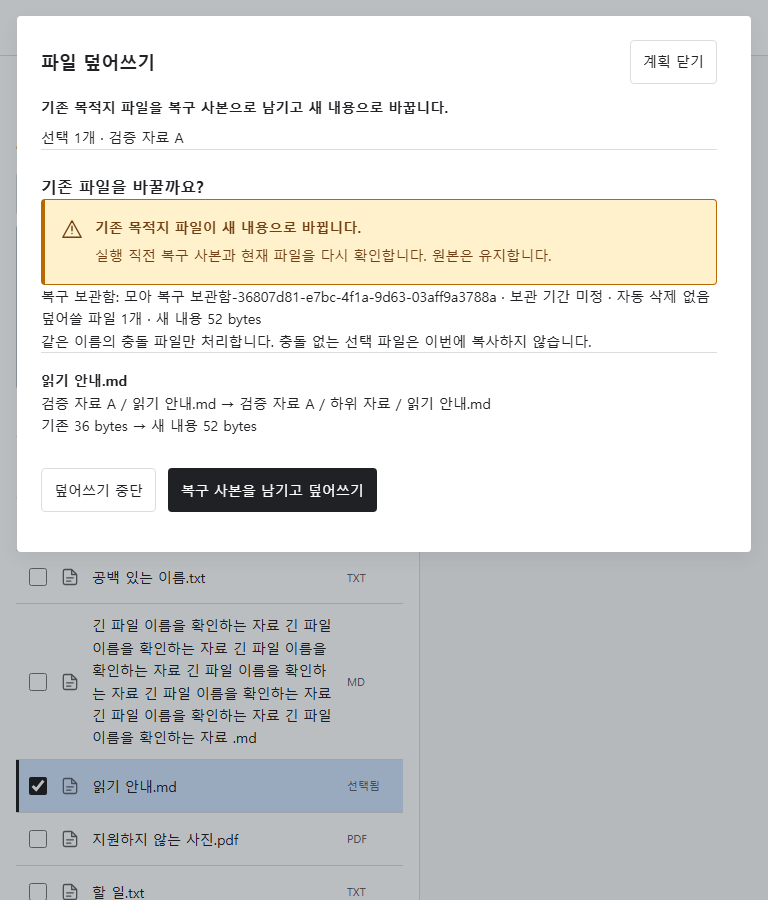 파일 덮어쓰기
계획 닫기
기존 목적지 파일을 복구 사본으로 남기고 새 내용으로 바꿉니다.
선택 1개 · 검증 자료 A
기존 파일을 바꿀까요?
기존 목적지 파일이 새 내용으로 바뀝니다.
실행 직전 복구 사본과 현재 파일을 다시 확인합니다. 원본은 유지합니다.
복구 보관함: 모아 복구 보관함-36807d81-e7bc-4f1a-9d63-03aff9a3788a · 보관 기간 미정 · 자동 삭제 없음
덮어쓸 파일 1개 · 새 내용 52 bytes
같은 이름의 충돌 파일만 처리합니다. 충돌 없는 선택 파일은 이번에 복사하지 않습니다.
읽기 안내.md
검증 자료 A / 읽기 안내.md → 검증 자료 A / 하위 자료 / 읽기 안내.md
기존 36 bytes → 새 내용 52 bytes
덮어쓰기 중단
복구 사본을 남기고 덮어쓰기
공백 있는 이름.txt
TXT
긴 파일 이름을 확인하는 자료 긴 파일
이름을 확인하는 자료 긴 파일 이름을
확인하는 자료 긴 파일 이름을 확인하
는 자료 긴 파일 이름을 확인하는 자료
긴 파일 이름을 확인하는 자료 긴 파일
이름을 확인하는 자료 .md
MD
읽기 안내.md
선택됨
지원하지 않는 사진.pdf
PDF
할 일.txt
TXT